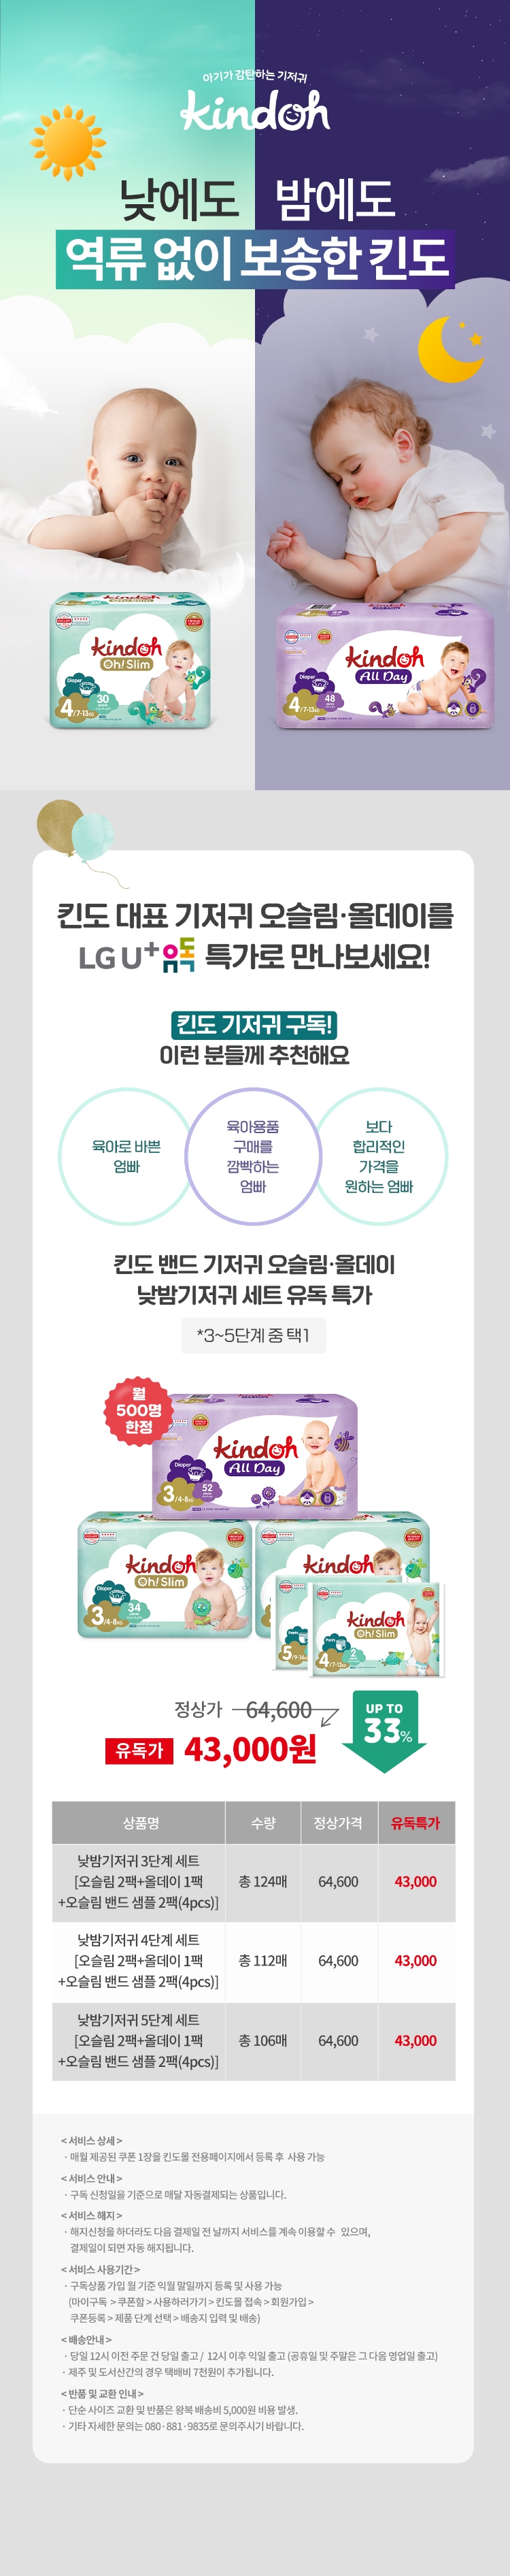 아기가 감탄하는 기저귀
kindoh
낮에도 밤에도
역류 없이 보송한 킨도
kindoh
Oh! Slim
Diaper
4/7-13KG
30
kindoh
All Day
Diaper
4/7-13KG
48
킨도 대표 기저귀 오슬림·올데이를
LG U+ 유독 특가로 만나보세요!
킨도 기저귀 구독!
이런 분들께 추천해요
육아로 바쁜
엄빠
육아용품
구매를
깜빡하는
엄빠
보다
합리적인
가격을
원하는 엄빠
킨도 밴드 기저귀 오슬림·올데이
낮밤기저귀 세트 유독 특가
*3~5단계 중 택1
월
500명
한정
kindoh
All Day
Diaper
3/4-8KG
52
kindoh
Oh! Slim
Diaper
3/4-8KG
34
kindoh
Oh! Slim
5
kindoh
Oh! Slim
4
2
정상가 64,600
유독가 43,000원
UP TO
33%
상품명 수량 정상가격 유독특가
낮밤기저귀 3단계 세트
[오슬림 2팩+올데이 1팩
+오슬림 밴드 샘플 2팩(4pcs)]
총 124매 64,600 43,000
낮밤기저귀 4단계 세트
[오슬림 2팩+올데이 1팩
+오슬림 밴드 샘플 2팩(4pcs)]
총 112매 64,600 43,000
낮밤기저귀 5단계 세트
[오슬림 2팩+올데이 1팩
+오슬림 밴드 샘플 2팩(4pcs)]
총 106매 64,600 43,000
< 서비스 상세 >
· 매월 제공된 쿠폰 1장을 킨도몰 전용페이지에서 등록 후 사용 가능
< 서비스 안내 >
· 구독 신청일을 기준으로 매달 자동결제되는 상품입니다.
< 서비스 해지 >
· 해지신청을 하더라도 다음 결제일 전 날까지 서비스를 계속 이용할 수 있으며,
결제일이 되면 자동 해지됩니다.
< 서비스 사용기간 >
· 구독상품 가입 월 기준 익월 말일까지 등록 및 사용 가능
(마이구독 > 쿠폰함 > 사용하러가기 > 킨도몰 접속 > 회원가입 >
쿠폰등록 > 제품 단계 선택 > 배송지 입력 및 배송)
< 배송안내 >
· 당일 12시 이전 주문 건 당일 출고 / 12시 이후 익일 출고 (공휴일 및 주말은 그 다음 영업일 출고)
· 제주 및 도서산간의 경우 택배비 7천원이 추가됩니다.
< 반품 및 교환 인내 >
· 단순 사이즈 교환 및 반품은 왕복 배송비 5,000원 비용 발생.
· 기타 자세한 문의는 080·881·9835로 문의주시기 바랍니다.